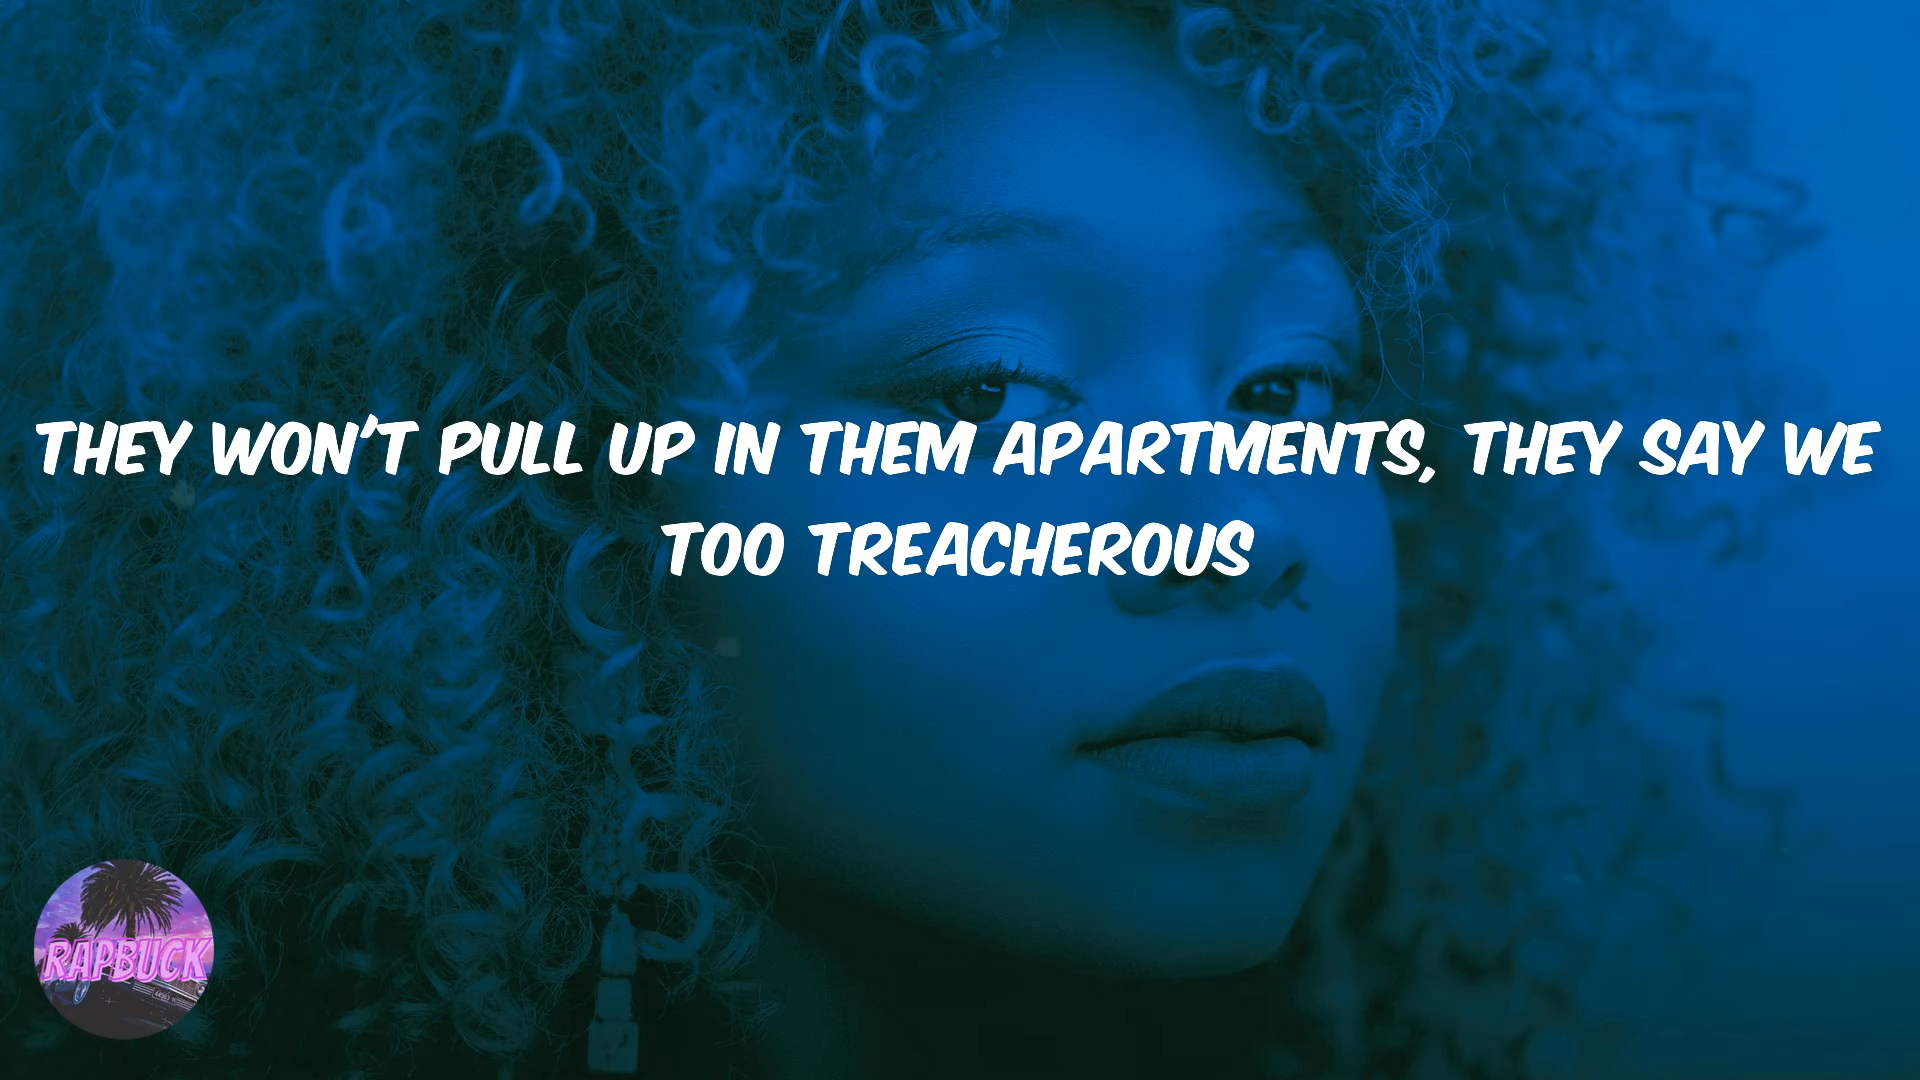 THEY WON'T PULL UP IN THEM APARTMENTS, THEY SAY WE
TOO TREACHEROUS
RAPBUCK